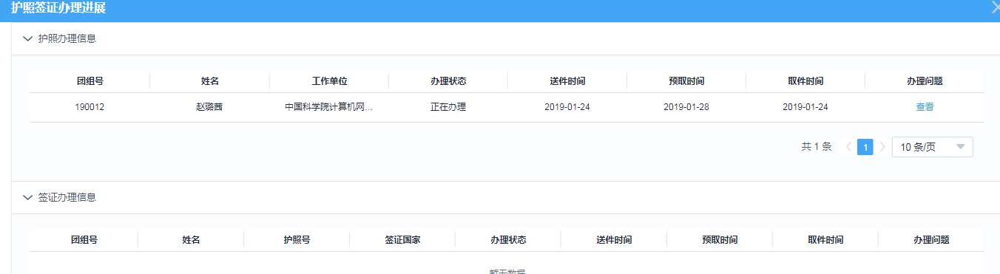 护照签证办理进展
护照办理信息
团组号 姓名 工作单位 办理状态 送件时间 预取时间 取件时间 办理问题
190012 赵璐茜 中国科学院计算机网... 正在办理 2019-01-24 2019-01-28 2019-01-24 查看
共 1 条 1 10 条/页
签证办理信息
团组号 姓名 护照号 签证国家 办理状态 送件时间 预取时间 取件时间 办理问题
暂无数据